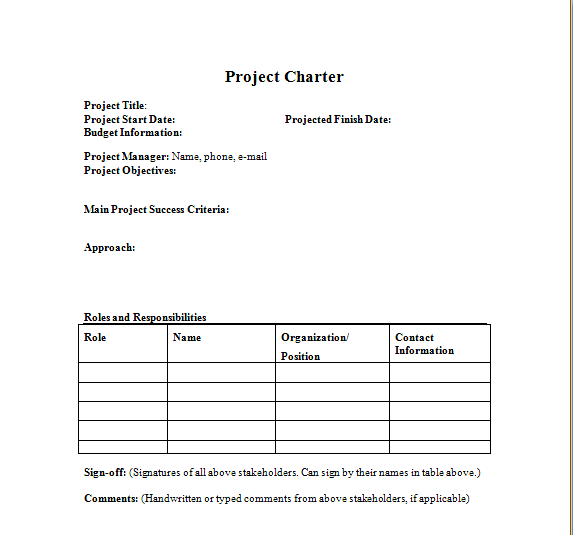 Project Charter
Project Title:
Project Start Date: Projected Finish Date:
Budget Information:
Project Manager: Name, phone, e-mail
Project Objectives:
Main Project Success Criteria:
Approach:
Roles and Responsibilities
Role Name Organization/ Contact
Position Information
Sign-off: (Signatures of all above stakeholders. Can sign by their names in table above.)
Comments: (Handwritten or typed comments from above stakeholders, if applicable)